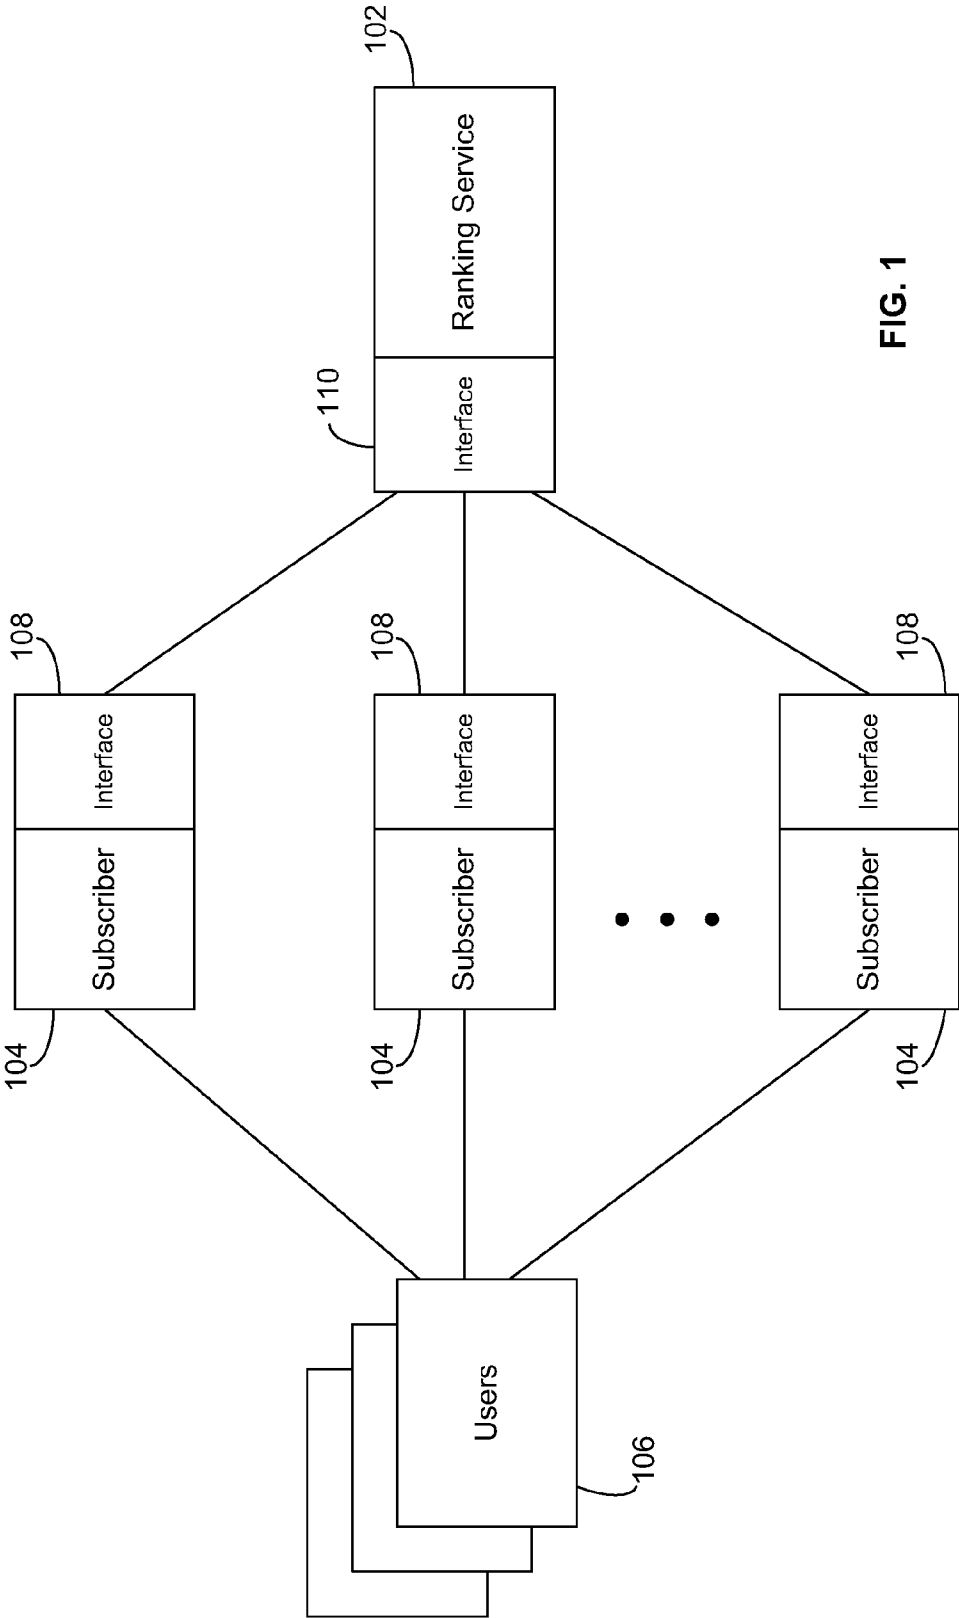 104
108
Subscriber
Interface
110
102
104
108
Users
Subscriber
Interface
Interface
Ranking Service
106
104
108
Subscriber
Interface
FIG. 1